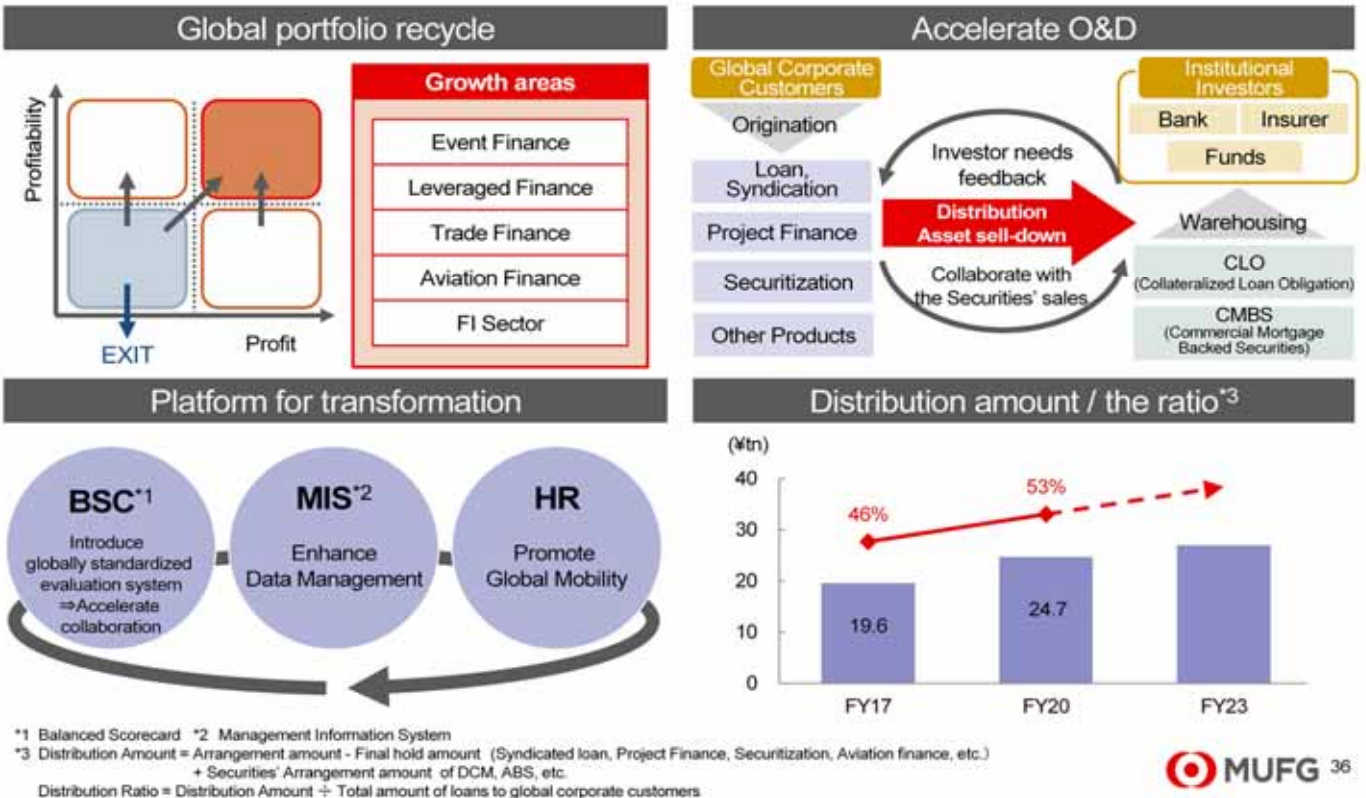 Global portfolio recycle
Profitability
EXIT
Profit
Growth areas
Event Finance
Leveraged Finance
Trade Finance
Aviation Finance
FI Sector
Accelerate O&D
Global Corporate
Customers
Origination
Loan,
Syndication
Project Finance
Securitization
Other Products
Investor needs
feedback
Distribution
Asset sell-down
Collaborate with
the Securities' sales
Institutional
Investors
Bank
Insurer
Funds
Warehousing
CLO
(Collateralized Loan Obligation)
CMBS
(Commercial Mortgage
Backed Securities)
Platform for transformation
BSC*1
Introduce
globally standardized
evaluation system
⇒Accelerate
collaboration
MIS*2
Enhance
Data Management
HR
Promote
Global Mobility
Distribution amount / the ratio*3
(¥tn)
40
30
20
10
0
46%
53%
19.6
24.7
FY17
FY20
FY23
*1 Balanced Scorecard *2 Management Information System
*3 Distribution Amount = Arrangement amount - Final hold amount (Syndicated loan, Project Finance, Securitization, Aviation finance, etc.)
+ Securities' Arrangement amount of DCM, ABS, etc.
Distribution Ratio = Distribution Amount ÷ Total amount of loans to global corporate customers
MUFG 36